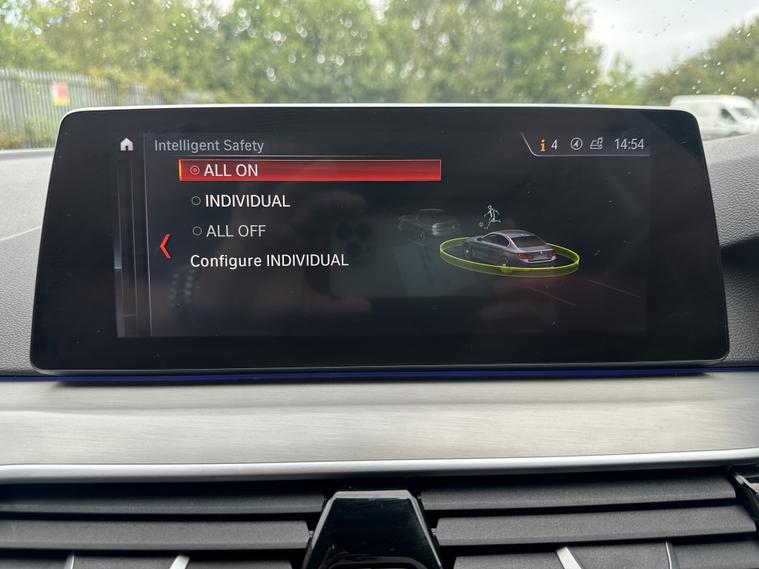 Intelligent Safety
i 4 14:54
ALL ON
INDIVIDUAL
ALL OFF
Configure INDIVIDUAL